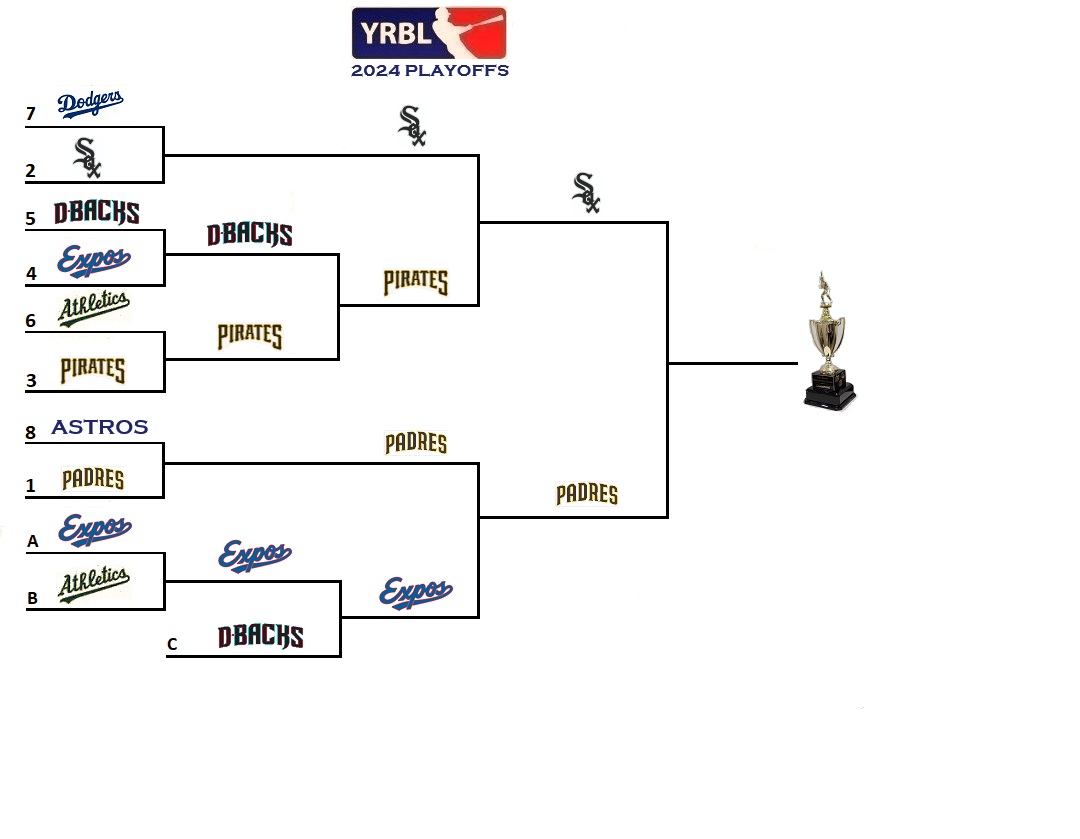 YRBL
2024 PLAYOFFS
7 Dodgers
Sox
2 Sox
5 D·BACKS
D·BACKS
4 Expos
PIRATES
6 Athletics
PIRATES
3 PIRATES
8 ASTROS
PADRES
1 PADRES
PADRES
A Expos
Expos
B Athletics
Expos
C D·BACKS